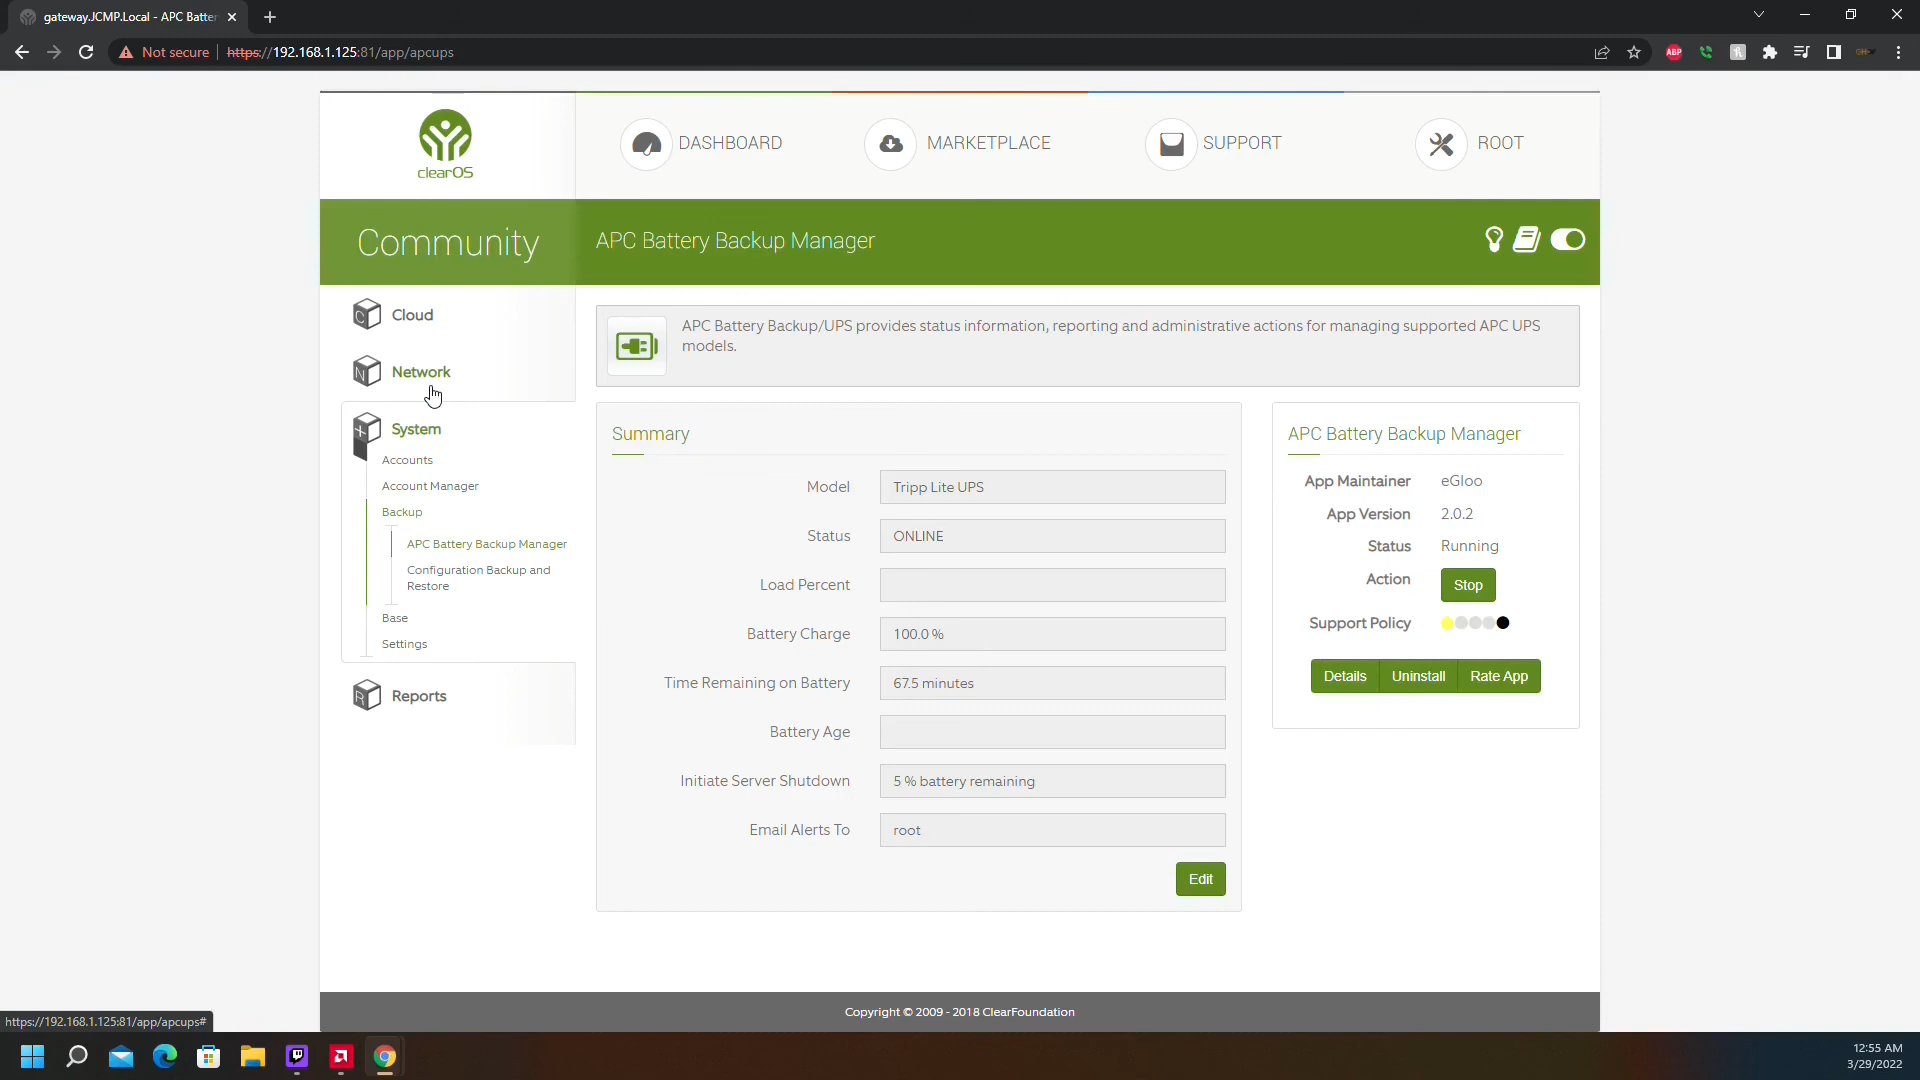 gateway.JCMP.Local - APC Batter
Not secure
https://192.168.1.125:81/app/apcups
ABP
clearOS
DASHBOARD
MARKETPLACE
SUPPORT
ROOT
Community
APC Battery Backup Manager
C
Cloud
N
Network
System
Accounts
Account Manager
Backup
APC Battery Backup Manager
Configuration Backup and
Restore
Base
Settings
R
Reports
APC Battery Backup/UPS provides status information, reporting and administrative actions for managing supported APC UPS
models.
Summary
Model
Tripp Lite UPS
Status
ONLINE
Load Percent
Battery Charge
100.0 %
Time Remaining on Battery
67.5 minutes
Battery Age
Initiate Server Shutdown
5 % battery remaining
Email Alerts To
root
Edit
APC Battery Backup Manager
App Maintainer
eGloo
App Version
2.0.2
Status
Running
Action
Stop
Support Policy
Details
Uninstall
Rate App
Copyright © 2009 - 2018 ClearFoundation
https://192.168.1.125:81/app/apcups#
12:55 AM
3/29/2022